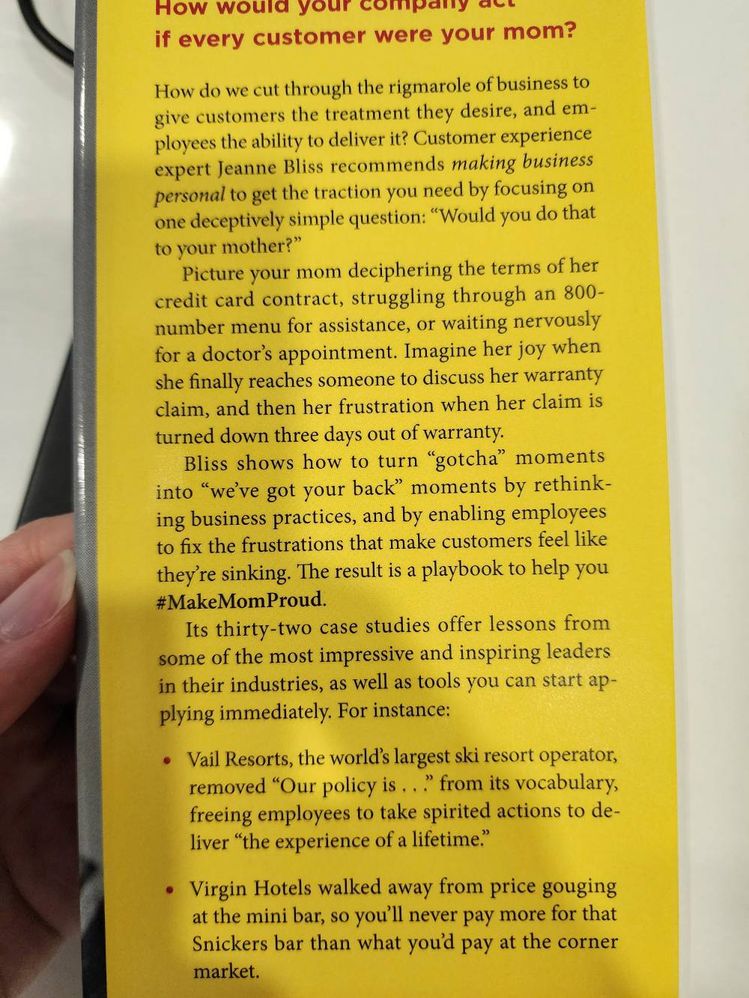 How would your company act
if every customer were your mom?
How do we cut through the rigmarole of business to
give customers the treatment they desire, and em-
ployees the ability to deliver it? Customer experience
expert Jeanne Bliss recommends making business
personal to get the traction you need by focusing on
one deceptively simple question: “Would you do that
to your mother?”
Picture your mom deciphering the terms of her
credit card contract, struggling through an 800-
number menu for assistance, or waiting nervously
for a doctor’s appointment. Imagine her joy when
she finally reaches someone to discuss her warranty
claim, and then her frustration when her claim is
turned down three days out of warranty.
Bliss shows how to turn “gotcha” moments
into “we’ve got your back” moments by rethink-
ing business practices, and by enabling employees
to fix the frustrations that make customers feel like
they’re sinking. The result is a playbook to help you
#MakeMomProud.
Its thirty-two case studies offer lessons from
some of the most impressive and inspiring leaders
in their industries, as well as tools you can start ap-
plying immediately. For instance:
• Vail Resorts, the world’s largest ski resort operator,
removed “Our policy is . . .” from its vocabulary,
freeing employees to take spirited actions to de-
liver “the experience of a lifetime.”
• Virgin Hotels walked away from price gouging
at the mini bar, so you’ll never pay more for that
Snickers bar than what you’d pay at the corner
market.